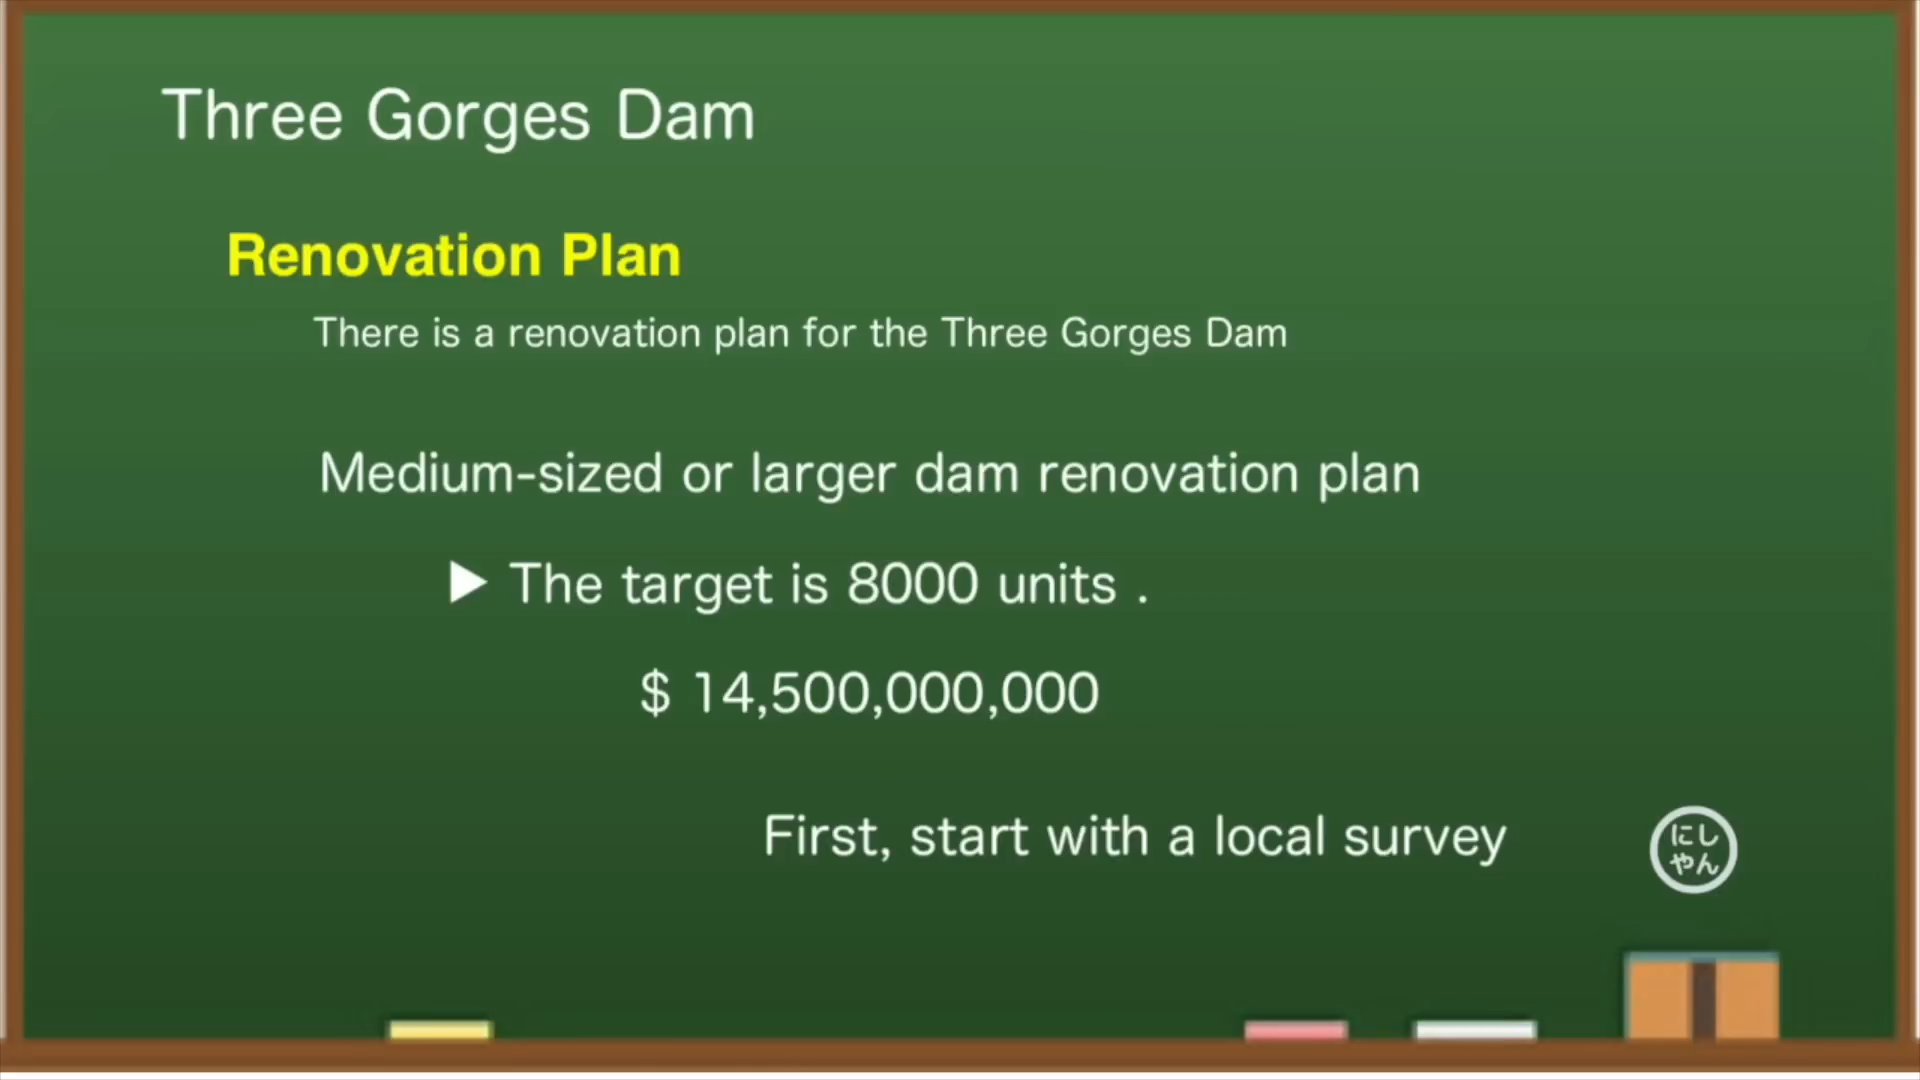 Three Gorges Dam
Renovation Plan
There is a renovation plan for the Three Gorges Dam
Medium-sized or larger dam renovation plan
▶ The target is 8000 units .
$ 14,500,000,000
First, start with a local survey
にし
やん